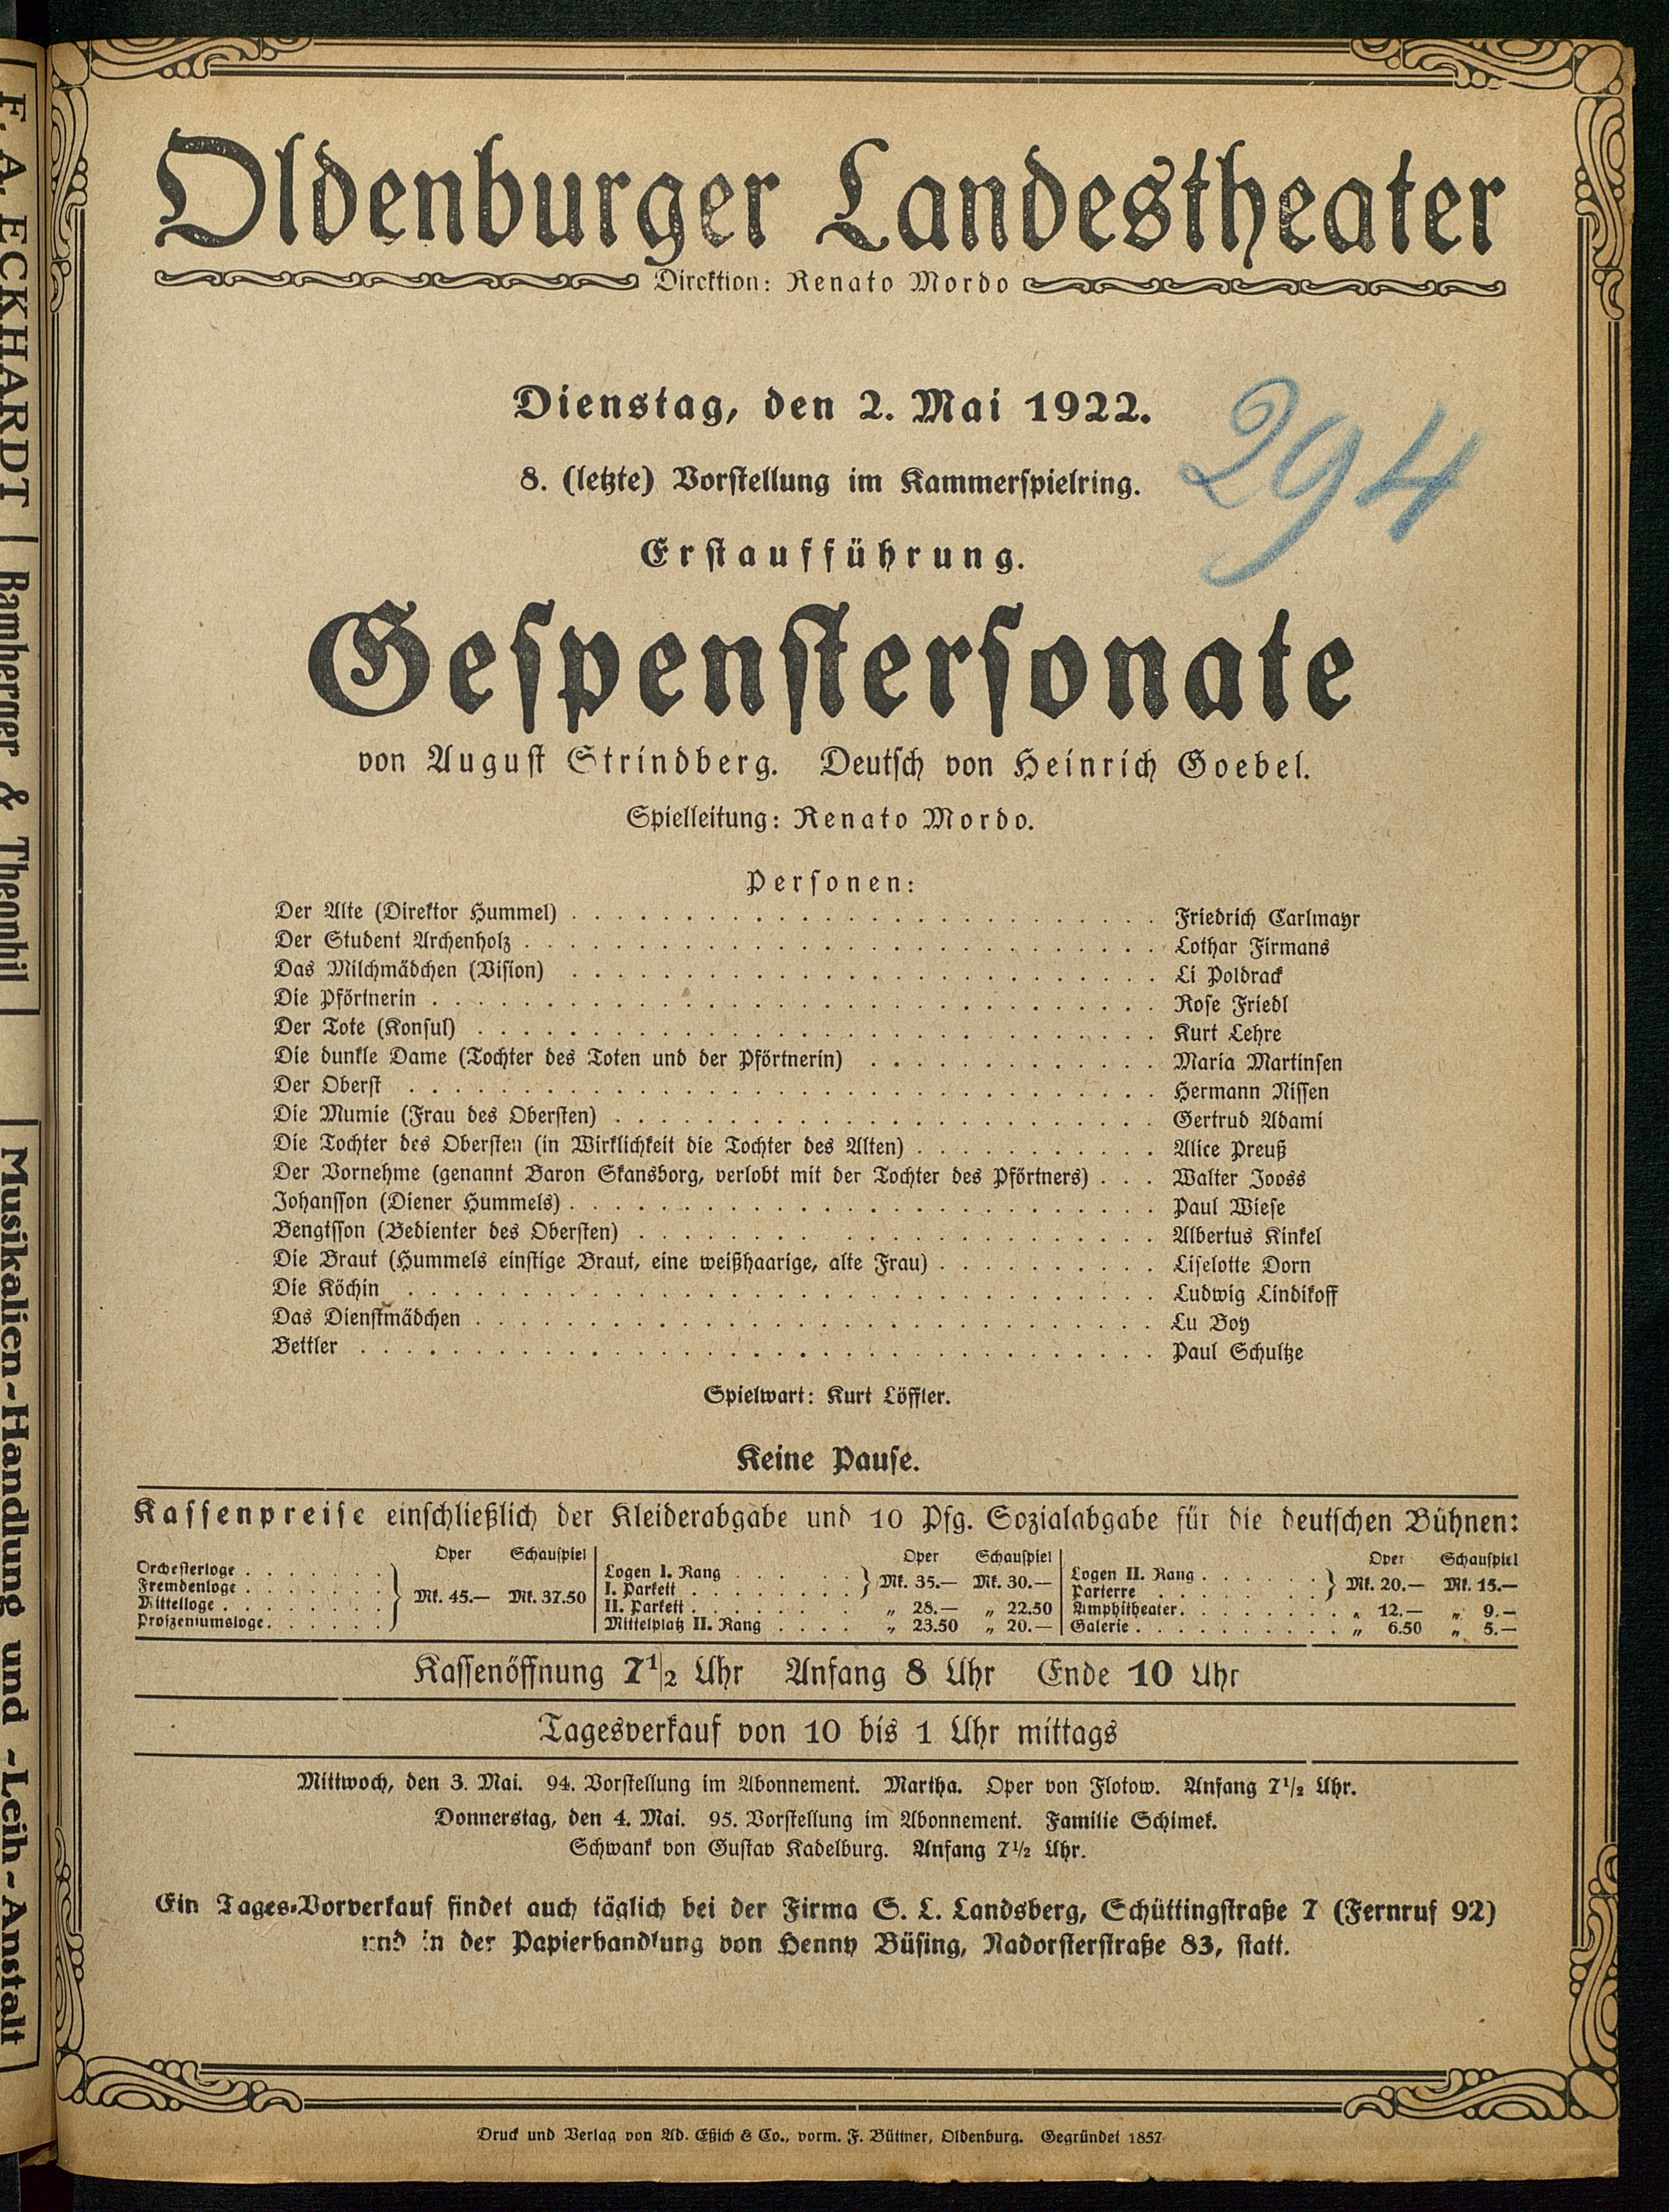 Oldenburger Landestheater
Direktion: Renato Mordo
Dienstag, den 2. Mai 1922.
294
8. (letzte) Vorstellung im Kammerspielring.
Erstaufführung.
Gespenstersonate
von August Strindberg. Deutsch von Heinrich Goebel.
Spielleitung: Renato Mordo.
Personen:
Der Alte (Direktor Hummel) . . . Friedrich Carlmayr
Der Student Archenholz . . . Lothar Firmans
Das Milchmädchen (Vision) . . . Li Poldrack
Die Pförtnerin . . . Rose Friedl
Der Tote (Konsul) . . . Kurt Lehre
Die dunkle Dame (Tochter des Toten und der Pförtnerin) . . . Maria Martinsen
Der Oberst . . . Hermann Nissen
Die Mumie (Frau des Obersten) . . . Gertrud Adami
Die Tochter des Obersten (in Wirklichkeit die Tochter des Alten) . . . Alice Preuß
Der Vornehme (genannt Baron Skansborg, verlobt mit der Tochter des Pförtners) . . . Walter Jooss
Johansson (Diener Hummels) . . . Paul Wiese
Bengtsson (Bedienter des Obersten) . . . Albertus Kinkel
Die Braut (Hummels einstige Braut, eine weißhaarige, alte Frau) . . . Liselotte Dorn
Die Köchin . . . Ludwig Lindikoff
Das Dienstmädchen . . . Lu Boy
Bettler . . . Paul Schultze
Spielwart: Kurt Löffler.
Keine Pause.
Kassenpreise einschließlich der Kleiderabgabe und 10 Pfg. Sozialabgabe für die deutschen Bühnen:
Oper Schauspiel
Orchesterloge
Fremdenloge
Mittelloge
Proszeniumsloge
Mk. 45.— Mk. 37.50
Oper Schauspiel
Logen I. Rang
I. Parkett
Mk. 35.— Mk. 30.—
II. Parkett „ 28.— „ 22.50
Mittelplatz II. Rang „ 23.50 „ 20.—
Oper Schauspiel
Logen II. Rang
Parterre
Mk. 20.— Mk. 15.—
Amphitheater „ 12.— „ 9.—
Galerie „ 6.50 „ 5.—
Kassenöffnung 7 1/2 Uhr Anfang 8 Uhr Ende 10 Uhr
Tagesverkauf von 10 bis 1 Uhr mittags
Mittwoch, den 3. Mai. 94. Vorstellung im Abonnement. Martha. Oper von Flotow. Anfang 7 1/2 Uhr.
Donnerstag, den 4. Mai. 95. Vorstellung im Abonnement. Familie Schimek.
Schwank von Gustav Kadelburg. Anfang 7 1/2 Uhr.
Ein Tages-Vorverkauf findet auch täglich bei der Firma S. L. Landsberg, Schüttingstraße 7 (Fernruf 92)
und in der Papierhandlung von Henny Büsing, Nadorsterstraße 83, statt.
Druck und Verlag von Ad. Eßich & Co., vorm. F. Büttner, Oldenburg. Gegründet 1857
F. A. ECKHARDT | Bamberger & Theophil
Musikalien-Handlung und -Leih-Anstalt